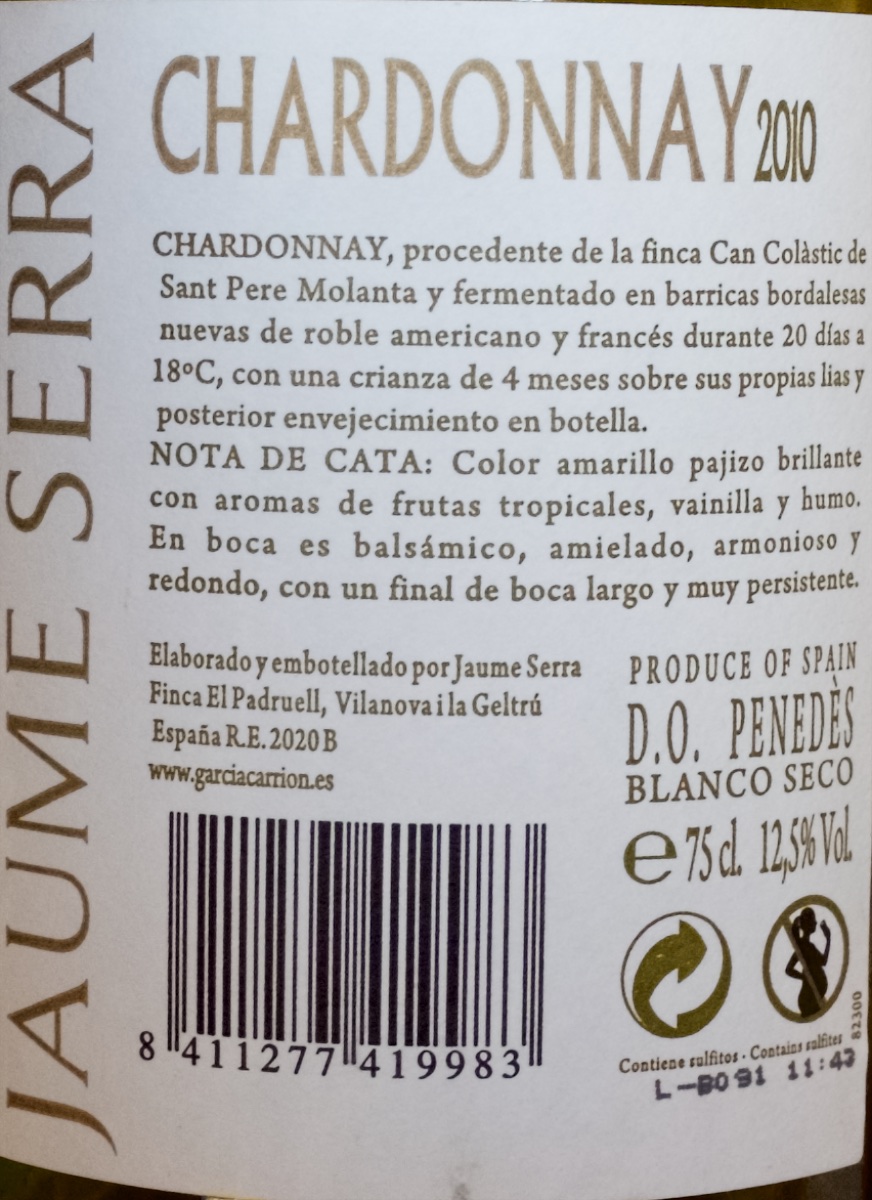 JAUME SERRA
CHARDONNAY 2010
CHARDONNAY, procedente de la finca Can Colàstic de
Sant Pere Molanta y fermentado en barricas bordalesas
nuevas de roble americano y francés durante 20 días a
18ºC, con una crianza de 4 meses sobre sus propias lias y
posterior envejecimiento en botella.
NOTA DE CATA: Color amarillo pajizo brillante
con aromas de frutas tropicales, vainilla y humo.
En boca es balsámico, amielado, armonioso y
redondo, con un final de boca largo y muy persistente.
Elaborado y embotellado por Jaume Serra
Finca El Padruell, Vilanova i la Geltrú
España R.E. 2020 B
www.garciacarrion.es
8 411277 419983
PRODUCE OF SPAIN
D.O. PENEDÈS
BLANCO SECO
e 75 cl. 12,5% Vol.
82300
Contiene sulfitos · Contains sulfites
L-B091 11:43